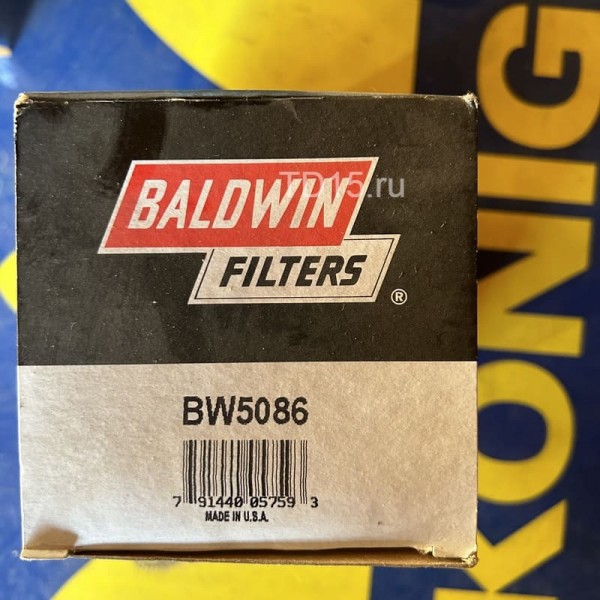 TD15.ru
BALDWIN
FILTERS
®
BW5086
7 91440 05759 3
MADE IN U.S.A.
KONIG